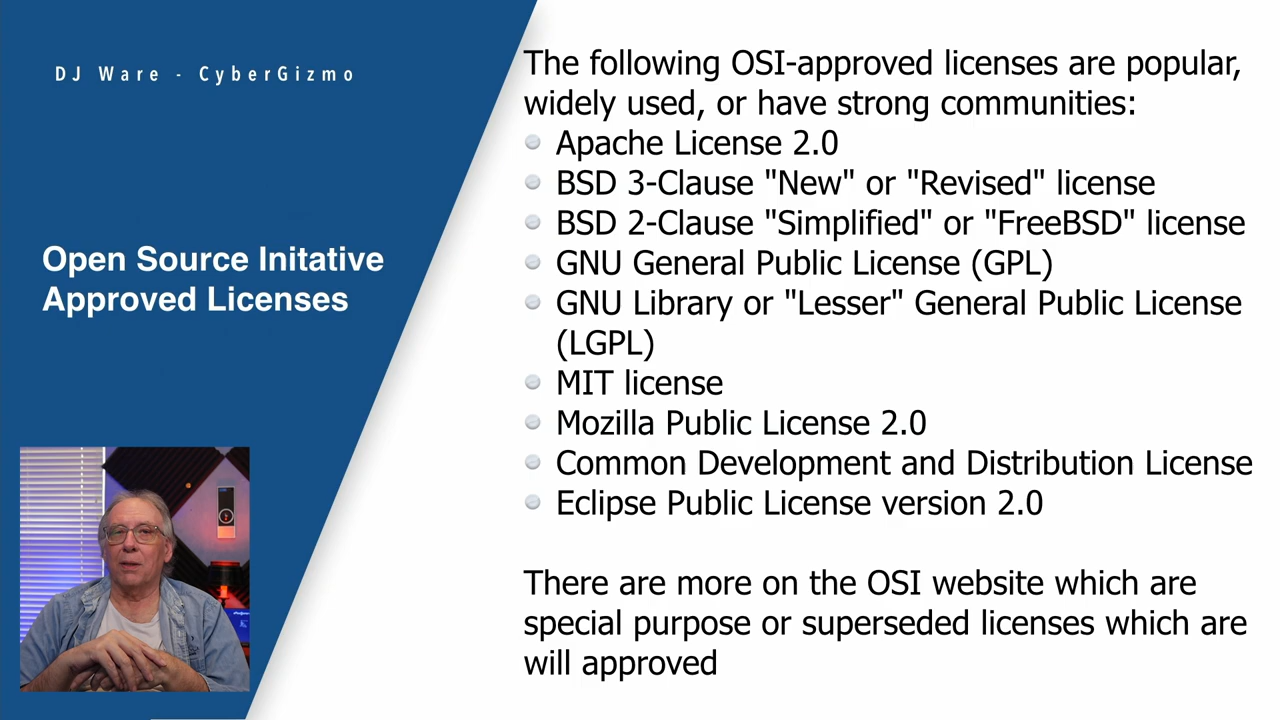 DJ Ware - CyberGizmo
Open Source Initative
Approved Licenses
The following OSI-approved licenses are popular,
widely used, or have strong communities:
Apache License 2.0
BSD 3-Clause "New" or "Revised" license
BSD 2-Clause "Simplified" or "FreeBSD" license
GNU General Public License (GPL)
GNU Library or "Lesser" General Public License
(LGPL)
MIT license
Mozilla Public License 2.0
Common Development and Distribution License
Eclipse Public License version 2.0
There are more on the OSI website which are
special purpose or superseded licenses which are
will approved